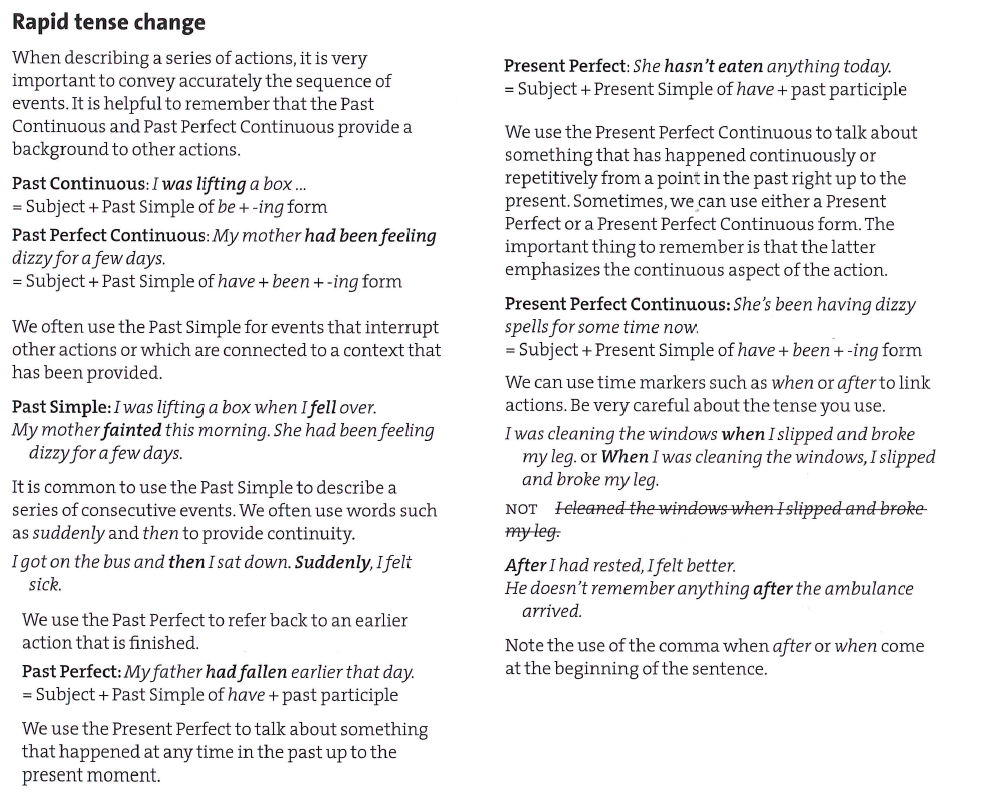 Rapid tense change
When describing a series of actions, it is very
important to convey accurately the sequence of
events. It is helpful to remember that the Past
Continuous and Past Perfect Continuous provide a
background to other actions.
Past Continuous: I was lifting a box ...
= Subject + Past Simple of be + -ing form
Past Perfect Continuous: My mother had been feeling
dizzy for a few days.
= Subject + Past Simple of have + been + -ing form
We often use the Past Simple for events that interrupt
other actions or which are connected to a context that
has been provided.
Past Simple: I was lifting a box when I fell over.
My mother fainted this morning. She had been feeling
dizzy for a few days.
It is common to use the Past Simple to describe a
series of consecutive events. We often use words such
as suddenly and then to provide continuity.
I got on the bus and then I sat down. Suddenly, I felt
sick.
We use the Past Perfect to refer back to an earlier
action that is finished.
Past Perfect: My father had fallen earlier that day.
= Subject + Past Simple of have + past participle
We use the Present Perfect to talk about something
that happened at any time in the past up to the
present moment.
Present Perfect: She hasn't eaten anything today.
= Subject + Present Simple of have + past participle
We use the Present Perfect Continuous to talk about
something that has happened continuously or
repetitively from a point in the past right up to the
present. Sometimes, we can use either a Present
Perfect or a Present Perfect Continuous form. The
important thing to remember is that the latter
emphasizes the continuous aspect of the action.
Present Perfect Continuous: She's been having dizzy
spells for some time now.
= Subject + Present Simple of have + been + -ing form
We can use time markers such as when or after to link
actions. Be very careful about the tense you use.
I was cleaning the windows when I slipped and broke
my leg. or When I was cleaning the windows, I slipped
and broke my leg.
NOT I cleaned the windows when I slipped and broke
my leg.
After I had rested, I felt better.
He doesn't remember anything after the ambulance
arrived.
Note the use of the comma when after or when come
at the beginning of the sentence.